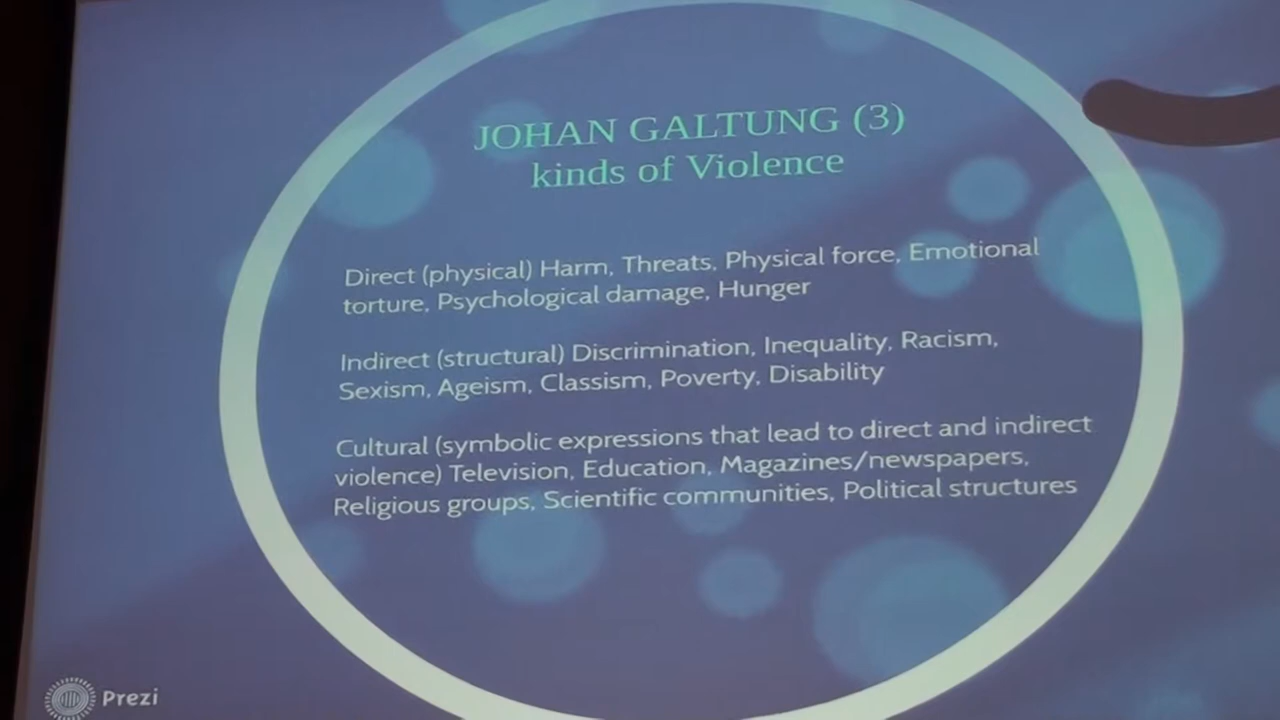 JOHAN GALTUNG (3)
kinds of Violence
Direct (physical) Harm, Threats, Physical force, Emotional
torture, Psychological damage, Hunger
Indirect (structural) Discrimination, Inequality, Racism,
Sexism, Ageism, Classism, Poverty, Disability
Cultural (symbolic expressions that lead to direct and indirect
violence) Television, Education, Magazines/newspapers,
Religious groups, Scientific communities, Political structures
Prezi